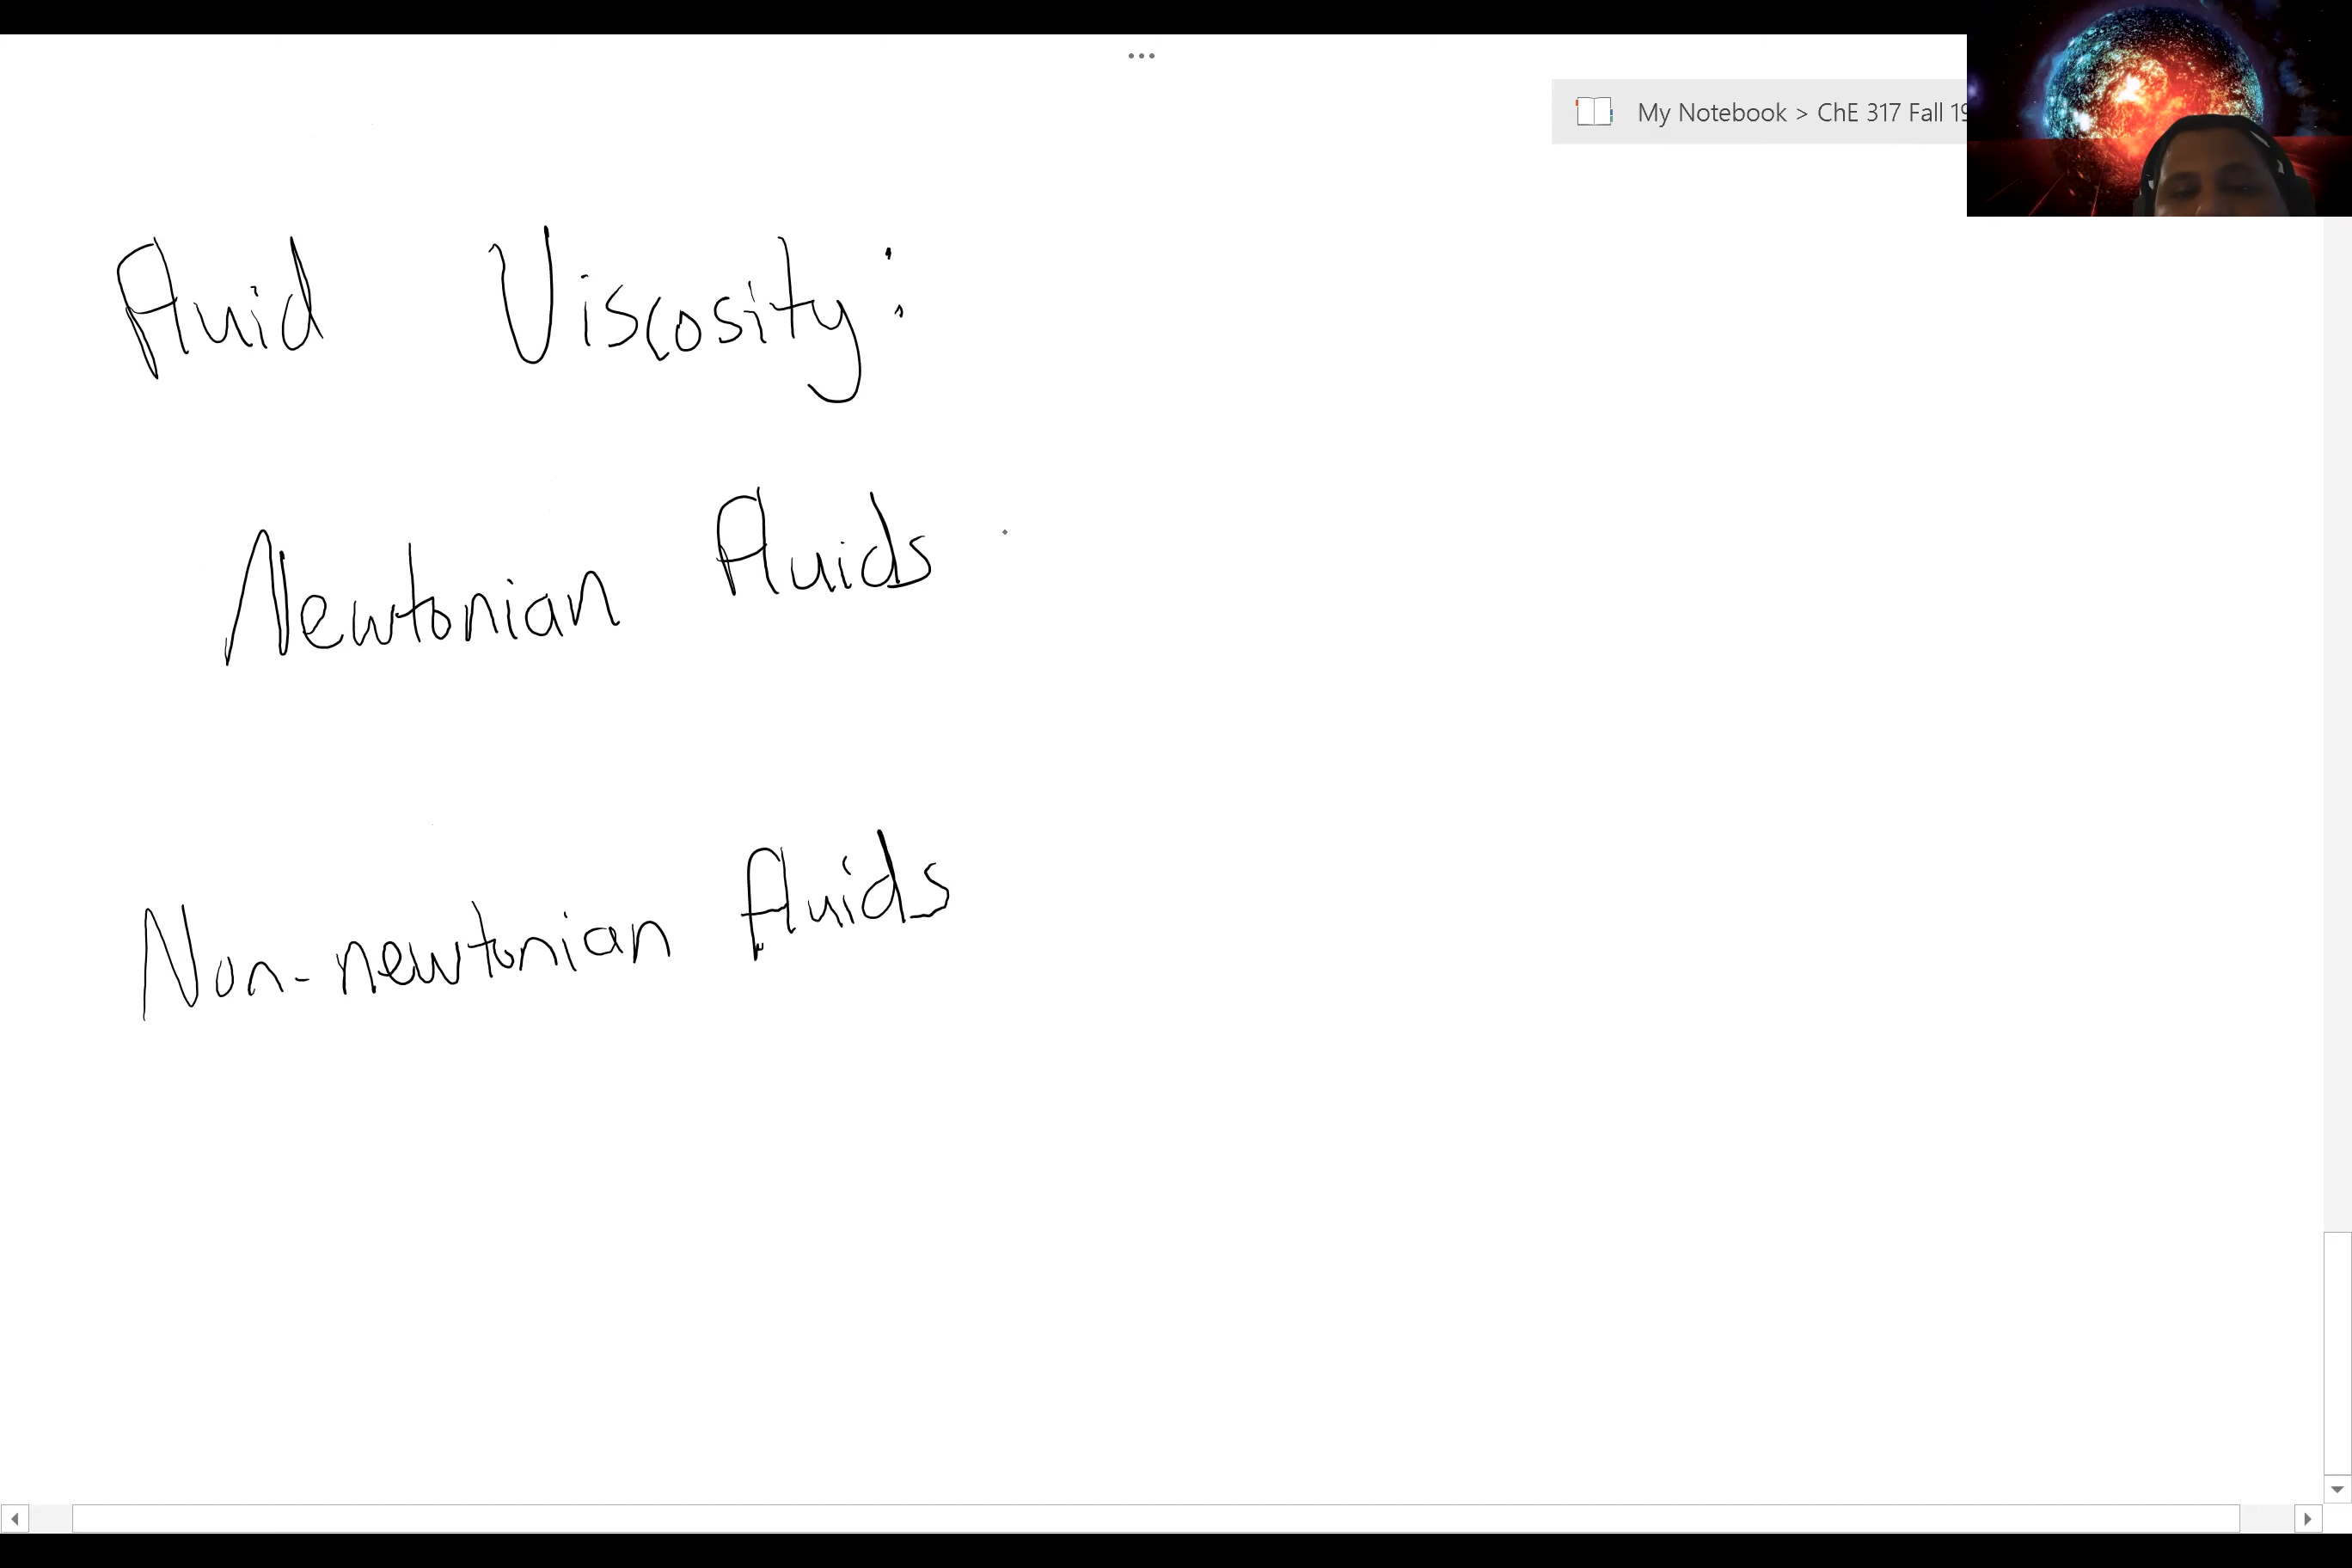 My Notebook > ChE 317 Fall 19
Fluid Viscosity:
Newtonian Fluids
Non-newtonian fluids